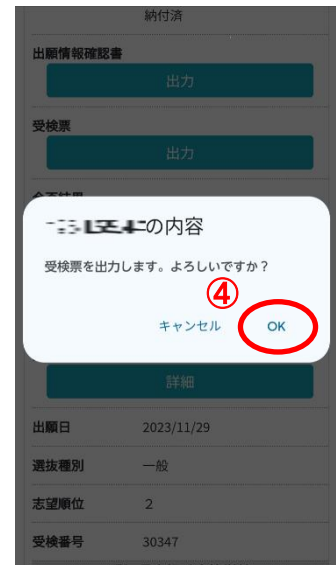 納付済
出願情報確認書
出力
受検票
出力
の内容
受検票を出力します。よろしいですか？
④
キャンセル OK
詳細
出願日 2023/11/29
選抜種別 一般
志望順位 2
受検番号 30347